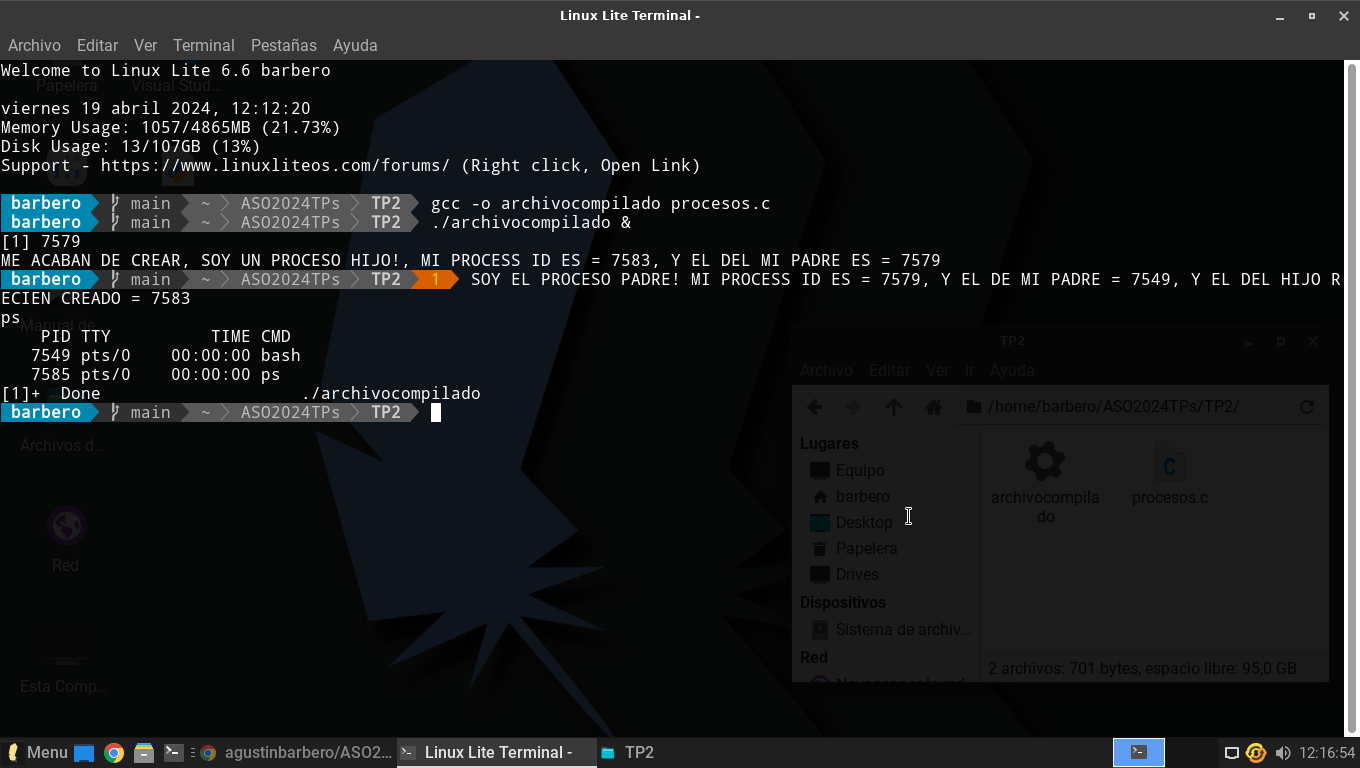 Linux Lite Terminal -
Archivo Editar Ver Terminal Pestañas Ayuda
Papelera Visual Stud...
Welcome to Linux Lite 6.6 barbero
viernes 19 abril 2024, 12:12:20
Memory Usage: 1057/4865MB (21.73%)
Disk Usage: 13/107GB (13%)
Support - https://www.linuxliteos.com/forums/ (Right click, Open Link)
barbero main ~ ASO2024TPs TP2 gcc -o archivocompilado procesos.c
barbero main ~ ASO2024TPs TP2 ./archivocompilado &
[1] 7579
ME ACABAN DE CREAR, SOY UN PROCESO HIJO!, MI PROCESS ID ES = 7583, Y EL DEL MI PADRE ES = 7579
barbero main ~ ASO2024TPs TP2 1 SOY EL PROCESO PADRE! MI PROCESS ID ES = 7579, Y EL DE MI PADRE = 7549, Y EL DEL HIJO R
ECIEN CREADO = 7583
ps
Manual de
PID TTY TIME CMD
7549 pts/0 00:00:00 bash
7585 pts/0 00:00:00 ps
[1]+ Done ./archivocompilado
barbero main ~ ASO2024TPs TP2
Archivos d...
Red
Esta Comp...
TP2
Archivo Editar Ver Ir Ayuda
/home/barbero/ASO2024TPs/TP2/
Lugares
Equipo
barbero
Desktop
Papelera
Drives
Dispositivos
Sistema de archiv...
Red
archivocompila
do
procesos.c
2 archivos: 701 bytes, espacio libre: 95,0 GB
Menu agustinbarbero/ASO2... Linux Lite Terminal - TP2 12:16:54